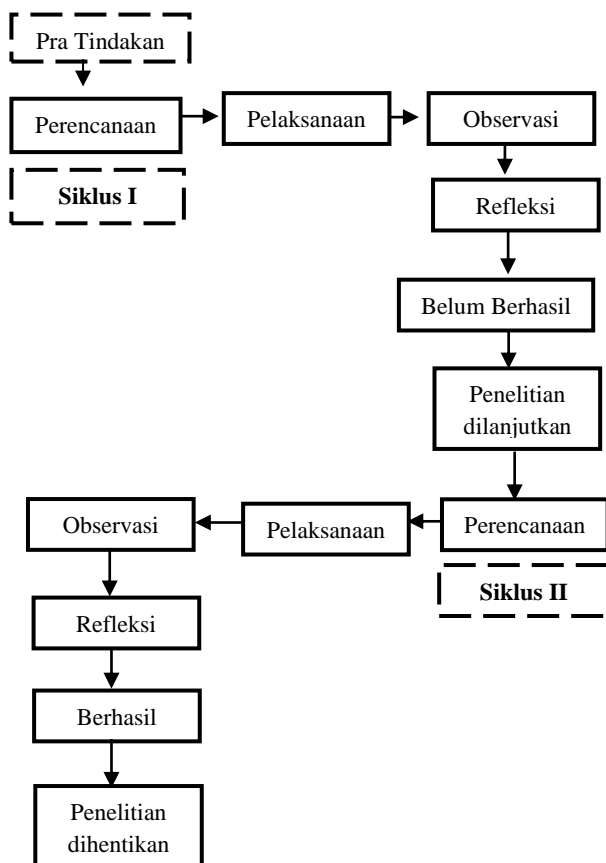 Pra Tindakan
Perencanaan
Pelaksanaan
Observasi
Siklus I
Refleksi
Belum Berhasil
Penelitian
dilanjutkan
Perencanaan
Pelaksanaan
Observasi
Siklus II
Refleksi
Berhasil
Penelitian
dihentikan